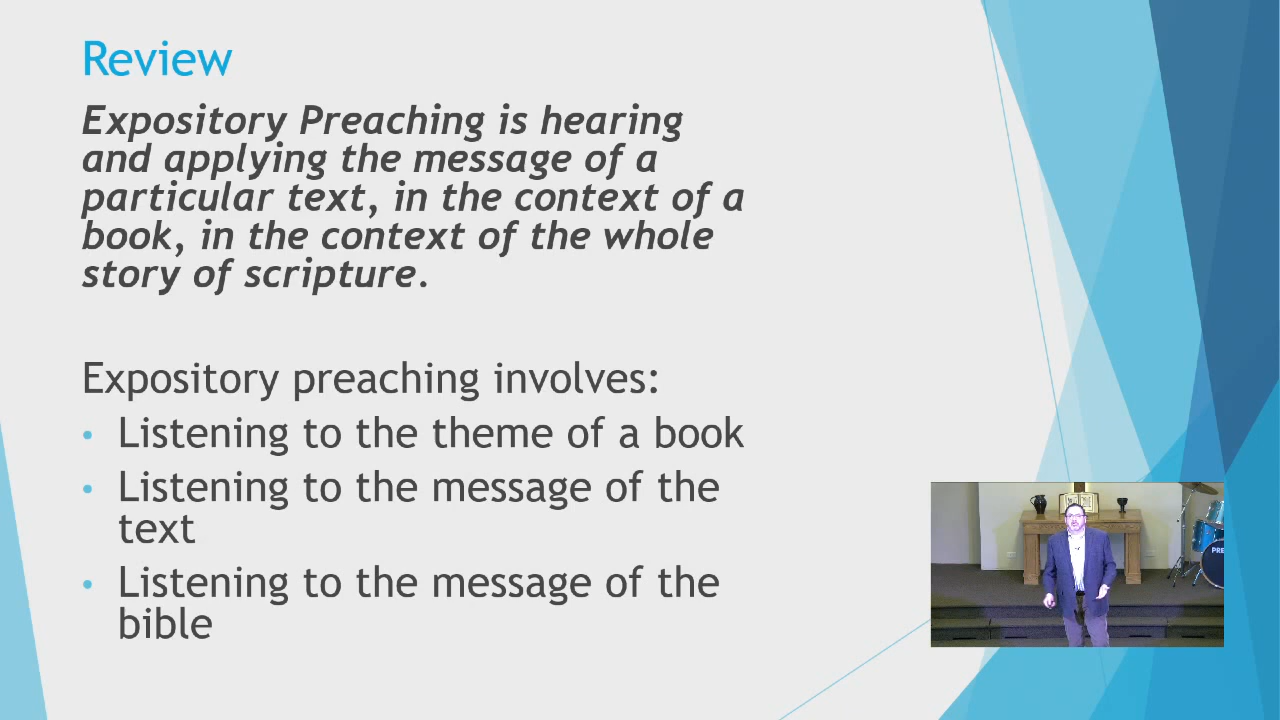 Review
Expository Preaching is hearing
and applying the message of a
particular text, in the context of a
book, in the context of the whole
story of scripture.
Expository preaching involves:
• Listening to the theme of a book
• Listening to the message of the
text
• Listening to the message of the
bible